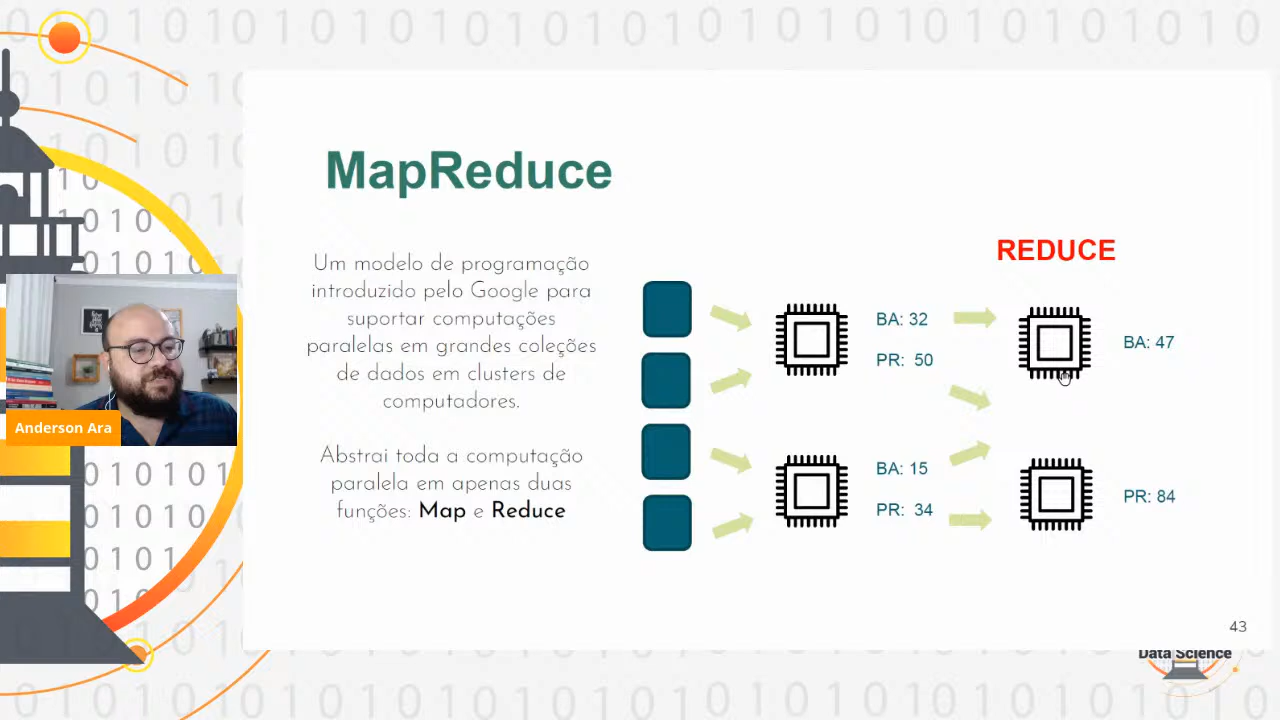 MapReduce
Um modelo de programação
introduzido pelo Google para
suportar computações
paralelas em grandes coleções
de dados em clusters de
computadores.
Abstrai toda a computação
paralela em apenas duas
funções: Map e Reduce
REDUCE
BA: 32
PR: 50
BA: 47
BA: 15
PR: 34
PR: 84
43
Anderson Ara
Data Science